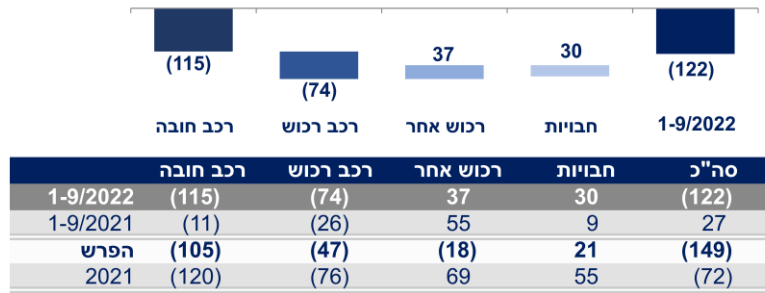 (115) (74) 37 30 (122)
רכב חובה רכב רכוש רכוש אחר חבויות 1-9/2022
רכב חובה רכב רכוש רכוש אחר חבויות סה"כ
1-9/2022 (115) (74) 37 30 (122)
1-9/2021 (11) (26) 55 9 27
הפרש (105) (47) (18) 21 (149)
2021 (120) (76) 69 55 (72)